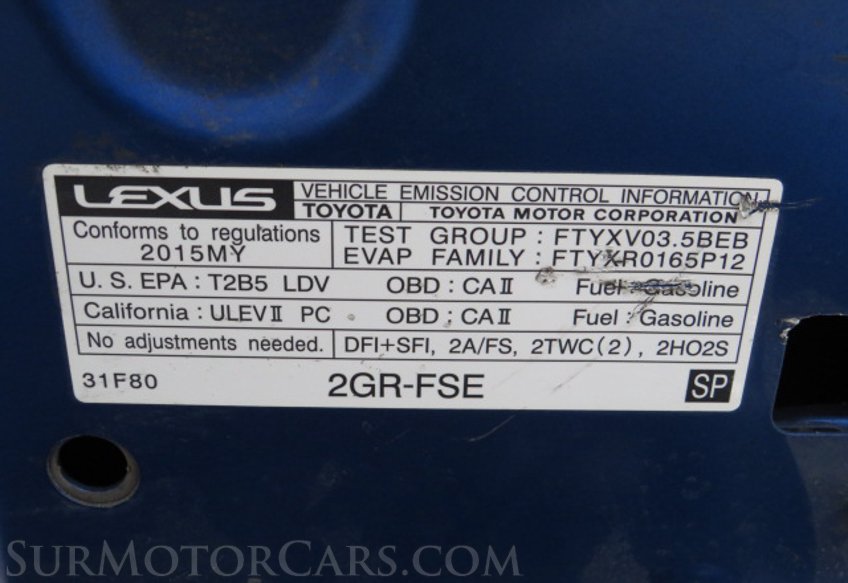 LEXUS VEHICLE EMISSION CONTROL INFORMATION
TOYOTA TOYOTA MOTOR CORPORATION
Conforms to regulations
2015MY
TEST GROUP : FTYXV03.5BEB
EVAP FAMILY : FTYXR0165P12
U.S. EPA : T2B5 LDV OBD : CAⅡ Fuel : Gasoline
California : ULEVⅡ PC OBD : CAⅡ Fuel : Gasoline
No adjustments needed. DFI+SFI, 2A/FS, 2TWC(2), 2HO2S
31F80 2GR-FSE SP
SurMotorCars.com